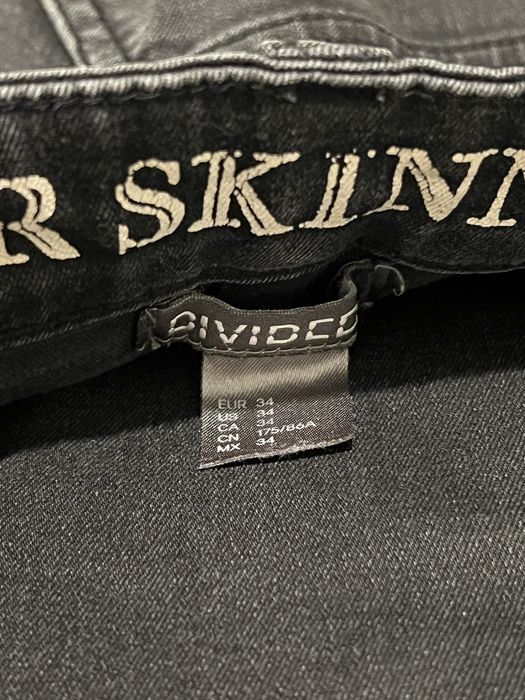 R SKINN
DIVIDED
EUR 34
US 34
CA 34
CN 175/86A
MX 34